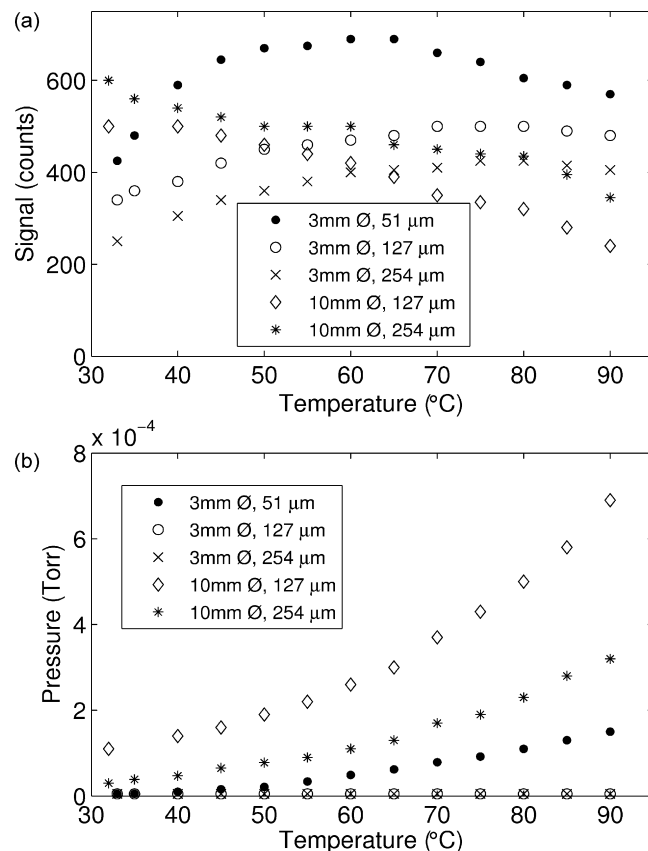 (a)
600
400
200
0
Signal (counts)
3mm Ø, 51 μm
3mm Ø, 127 μm
3mm Ø, 254 μm
10mm Ø, 127 μm
10mm Ø, 254 μm
30 40 50 60 70 80 90
Temperature (°C)
(b)
8 x 10⁻⁴
6
4
2
0
Pressure (Torr)
3mm Ø, 51 μm
3mm Ø, 127 μm
3mm Ø, 254 μm
10mm Ø, 127 μm
10mm Ø, 254 μm
30 40 50 60 70 80 90
Temperature (°C)